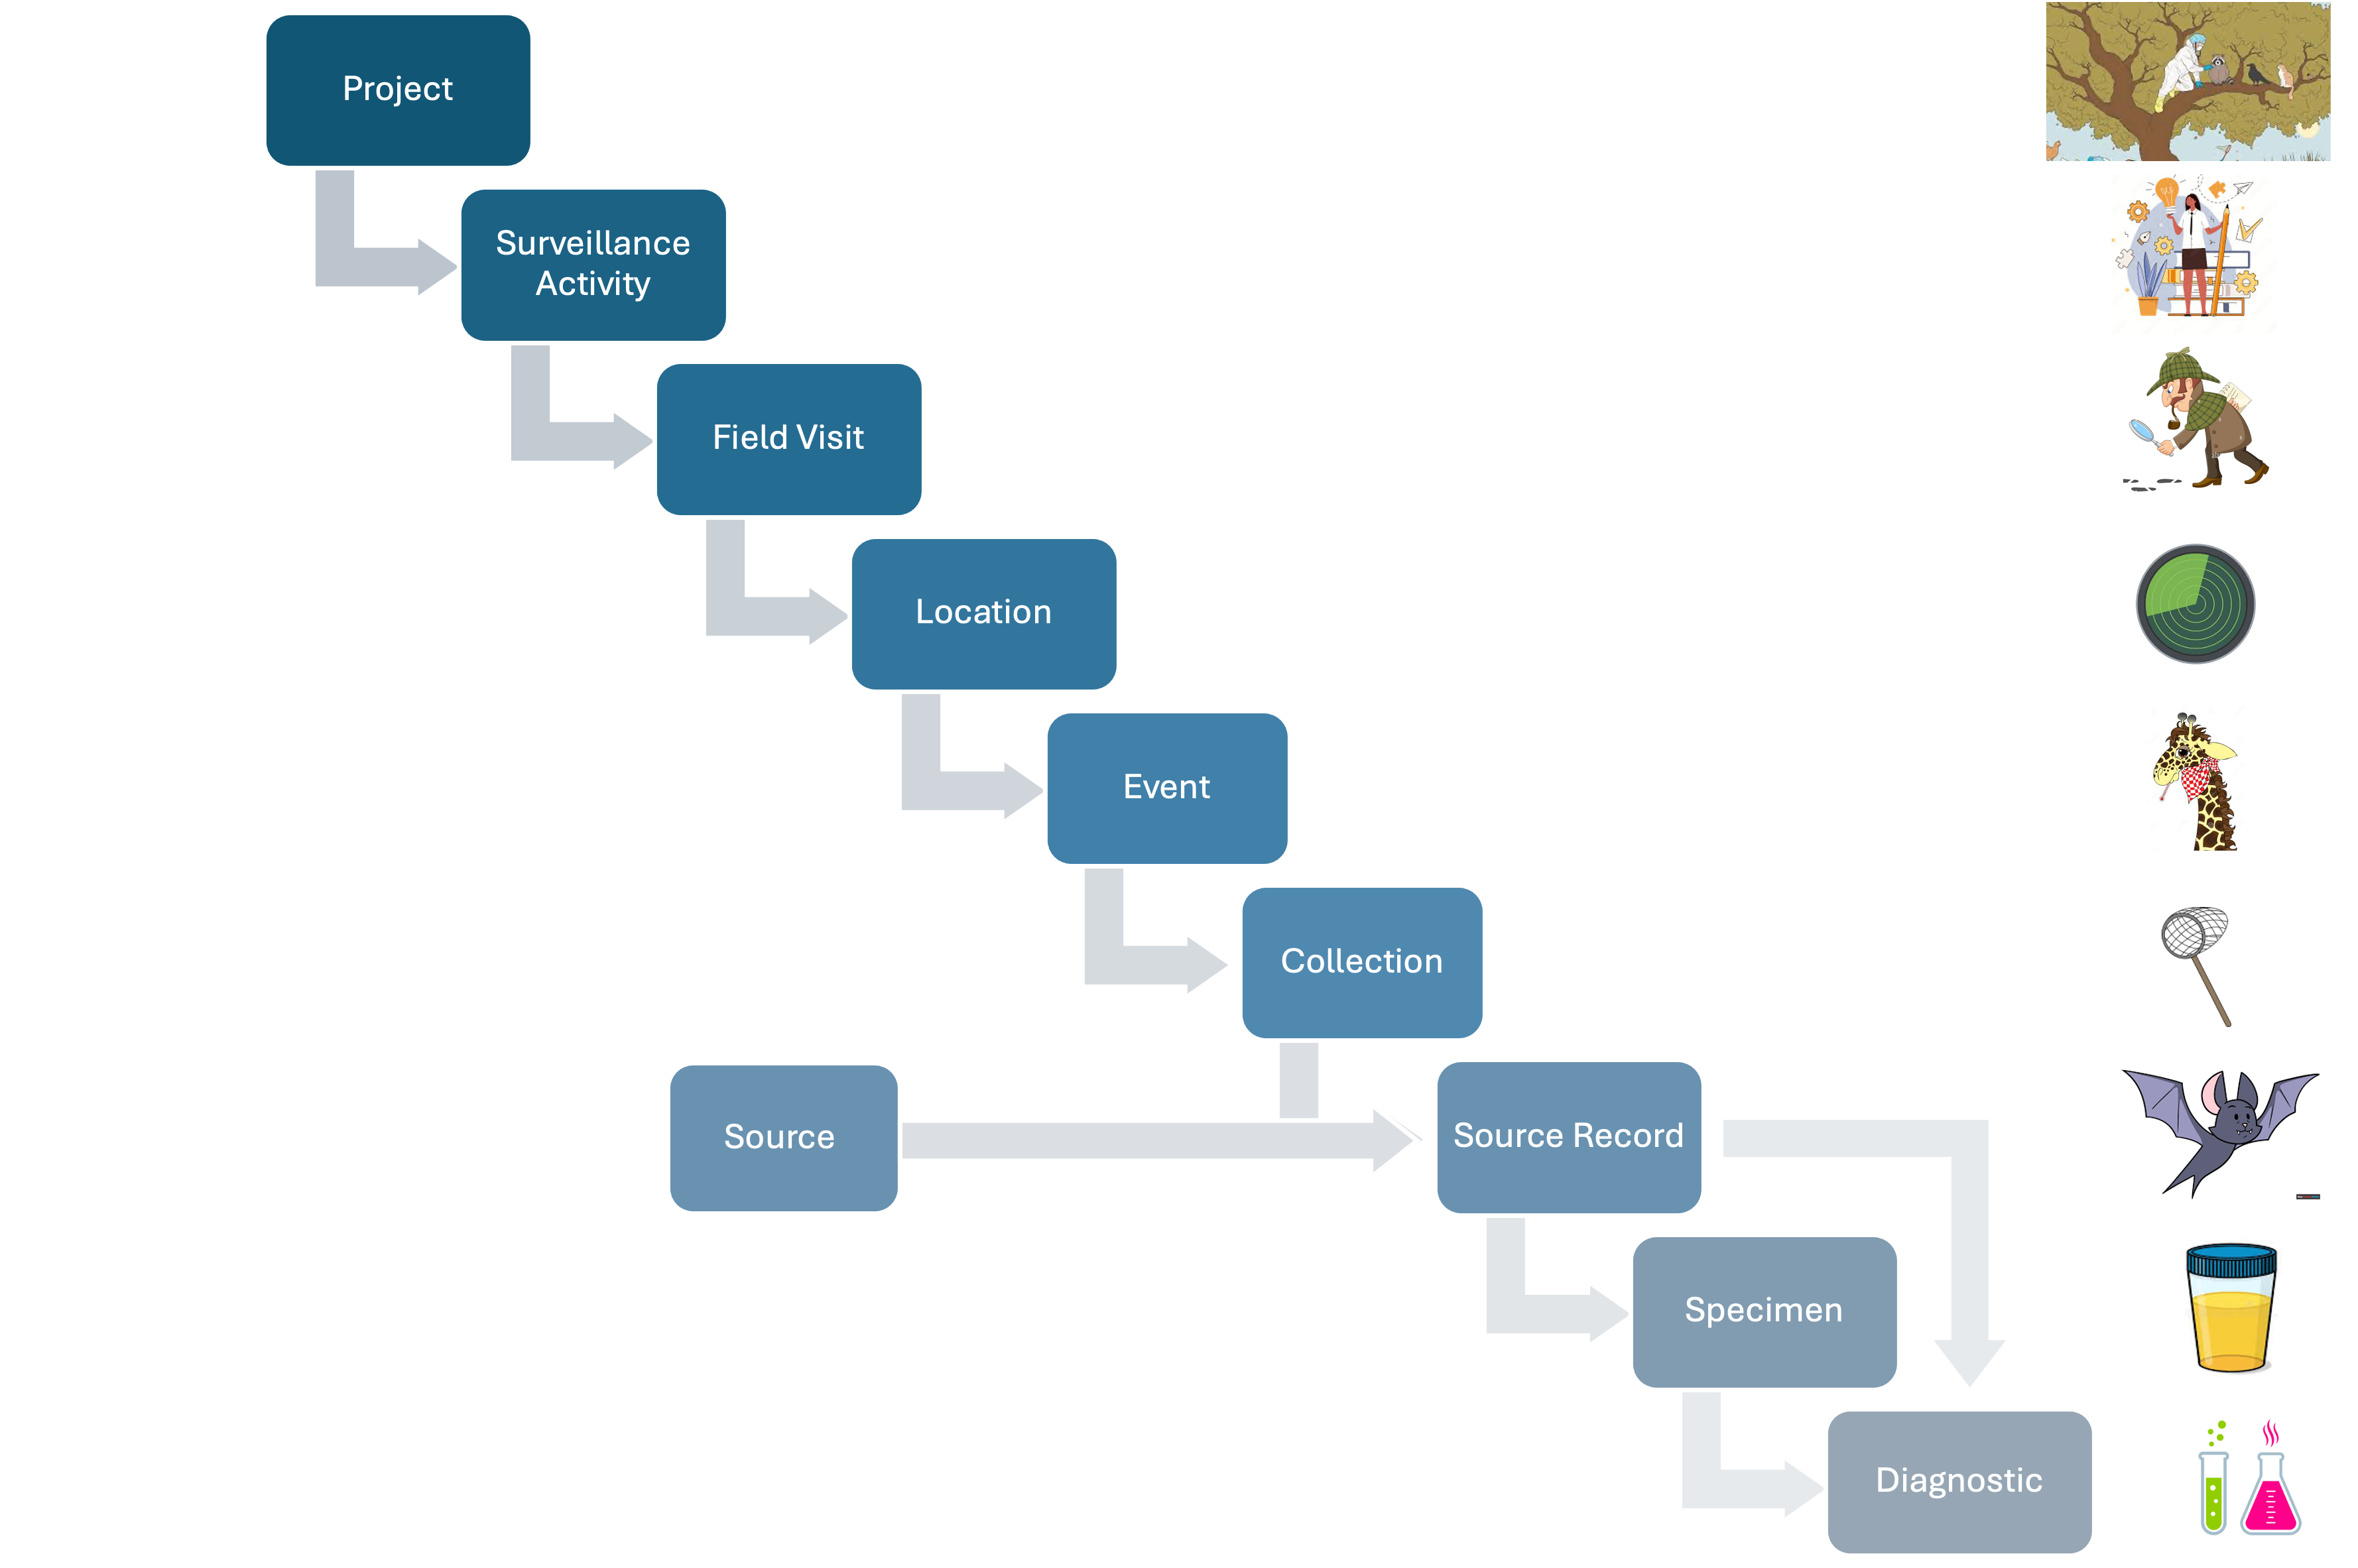 Project
Surveillance
Activity
Field Visit
Location
Event
Collection
Source
Source Record
Specimen
Diagnostic